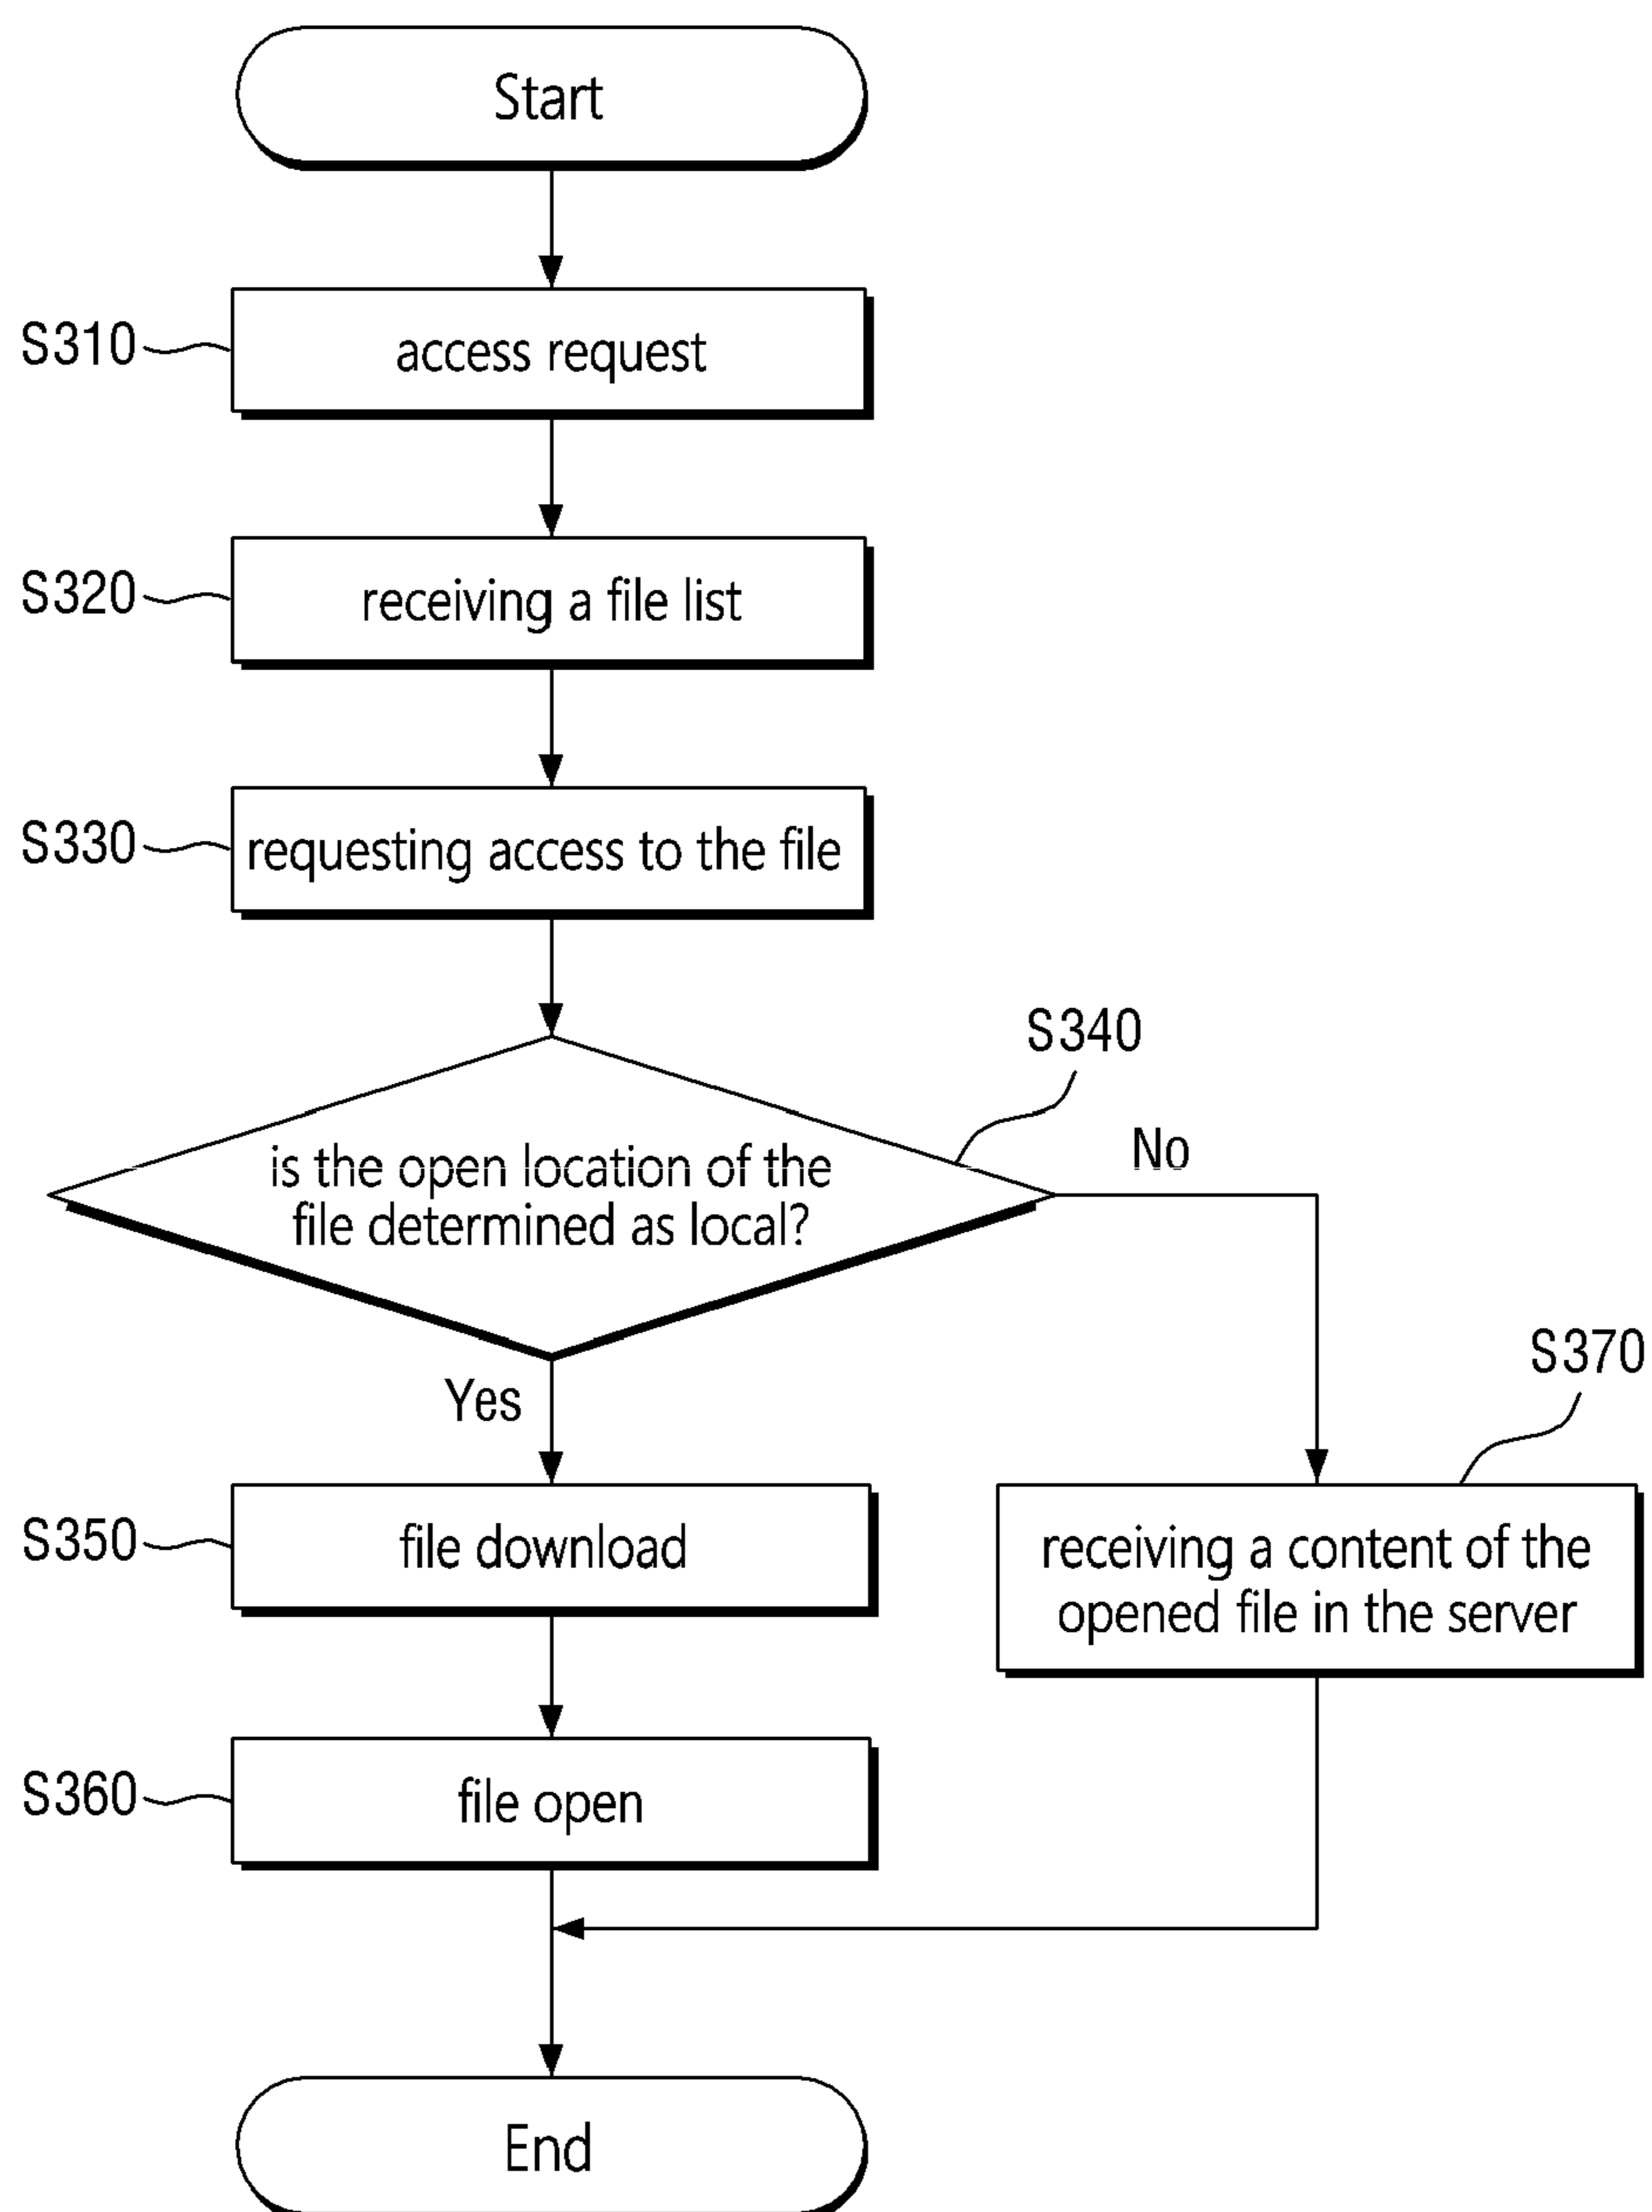 Start
S310
access request
S320
receiving a file list
S330
requesting access to the file
S340
is the open location of the
file determined as local?
No
Yes
S370
S350
file download
receiving a content of the
opened file in the server
S360
file open
End